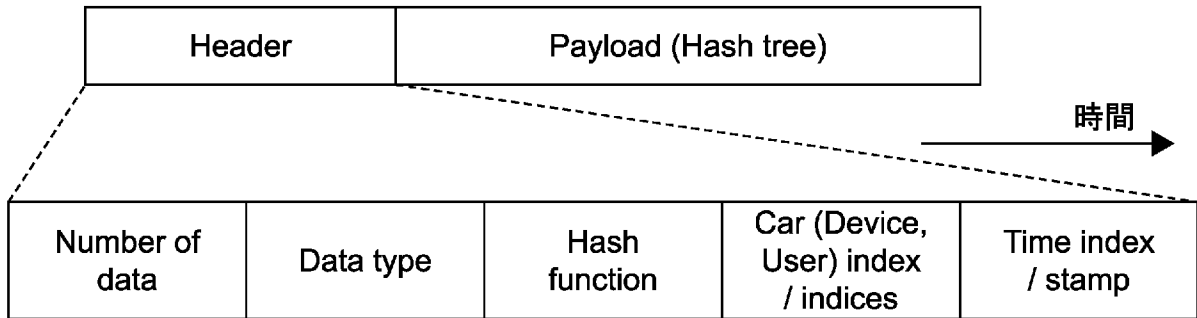 Header
Payload (Hash tree)
時間
Number of
data
Data type
Hash
function
Car (Device,
User) index
/ indices
Time index
/ stamp